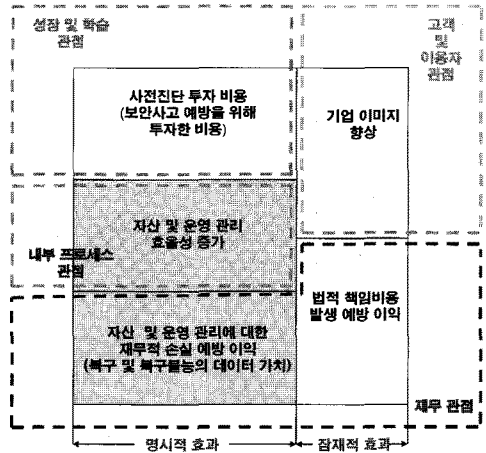 성장 및 학습
관점
고객
및
이용자
관점
사전진단 투자 비용
(보안사고 예방을 위해
투자한 비용)
기업 이미지
향상
자산 및 운영 관리
효율성 증가
내부 프로세스
관점
법적 책임비용
발생 예방 이익
자산 및 운영 관리에 대한
재무적 손실 예방 이익
(복구 및 복구불능의 데이터 가치)
재무 관점
명시적 효과
잠재적 효과